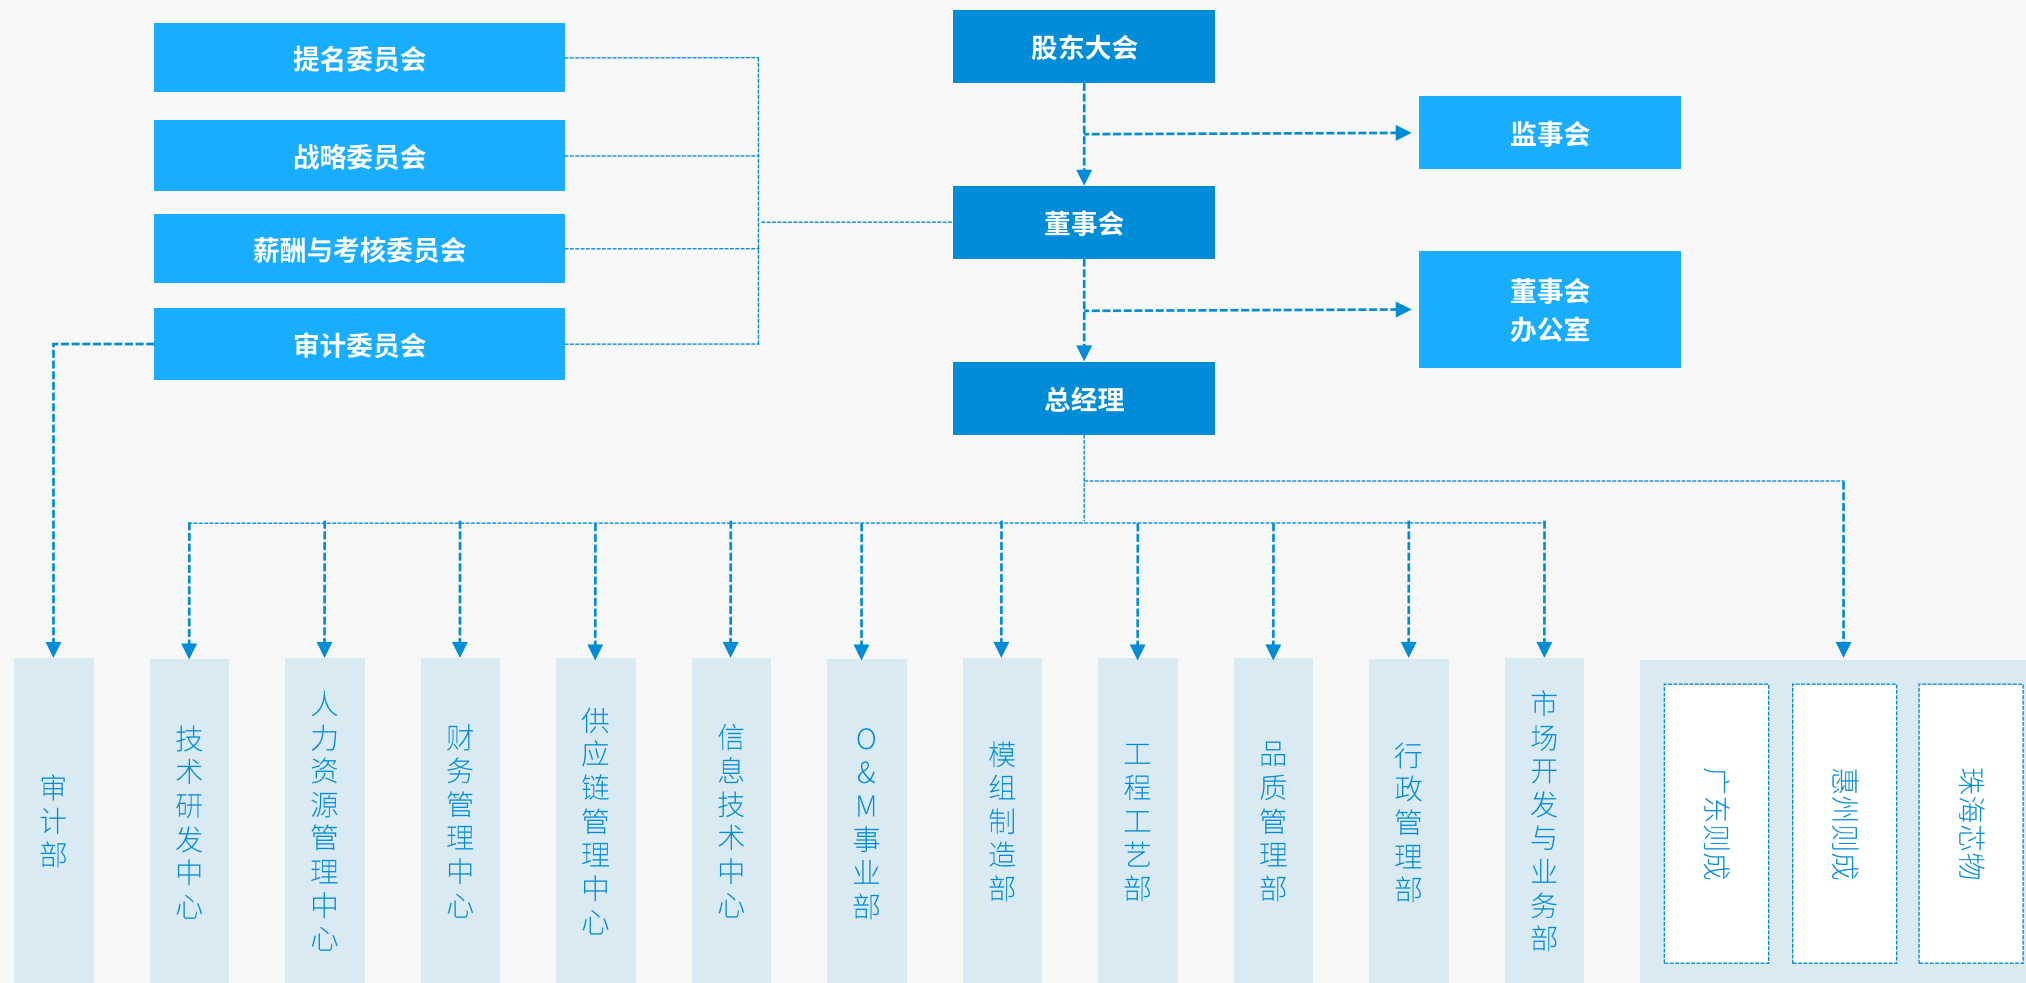 股东大会
提名委员会
监事会
战略委员会
董事会
薪酬与考核委员会
董事会
办公室
审计委员会
总经理
审计部
技术研发中心
人力资源管理中心
财务管理中心
供应链管理中心
信息技术中心
O&M事业部
模组制造部
工程工艺部
品质管理部
行政管理部
市场开发与业务部
广东则成
惠州则成
珠海芯物